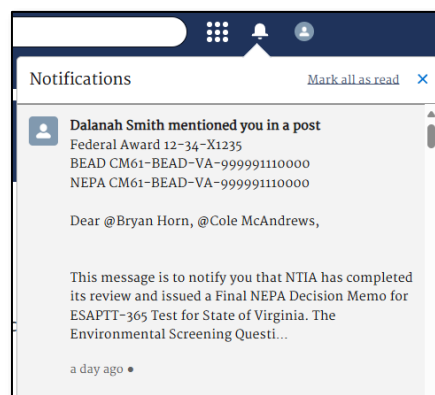 Notifications
Mark all as read
Dalanah Smith mentioned you in a post
Federal Award 12-34-X1235
BEAD CM61-BEAD-VA-999991110000
NEPA CM61-BEAD-VA-999991110000
Dear @Bryan Horn, @Cole McAndrews,
This message is to notify you that NTIA has completed
its review and issued a Final NEPA Decision Memo for
ESAPTT-365 Test for State of Virginia. The
Environmental Screening Questi...
a day ago •